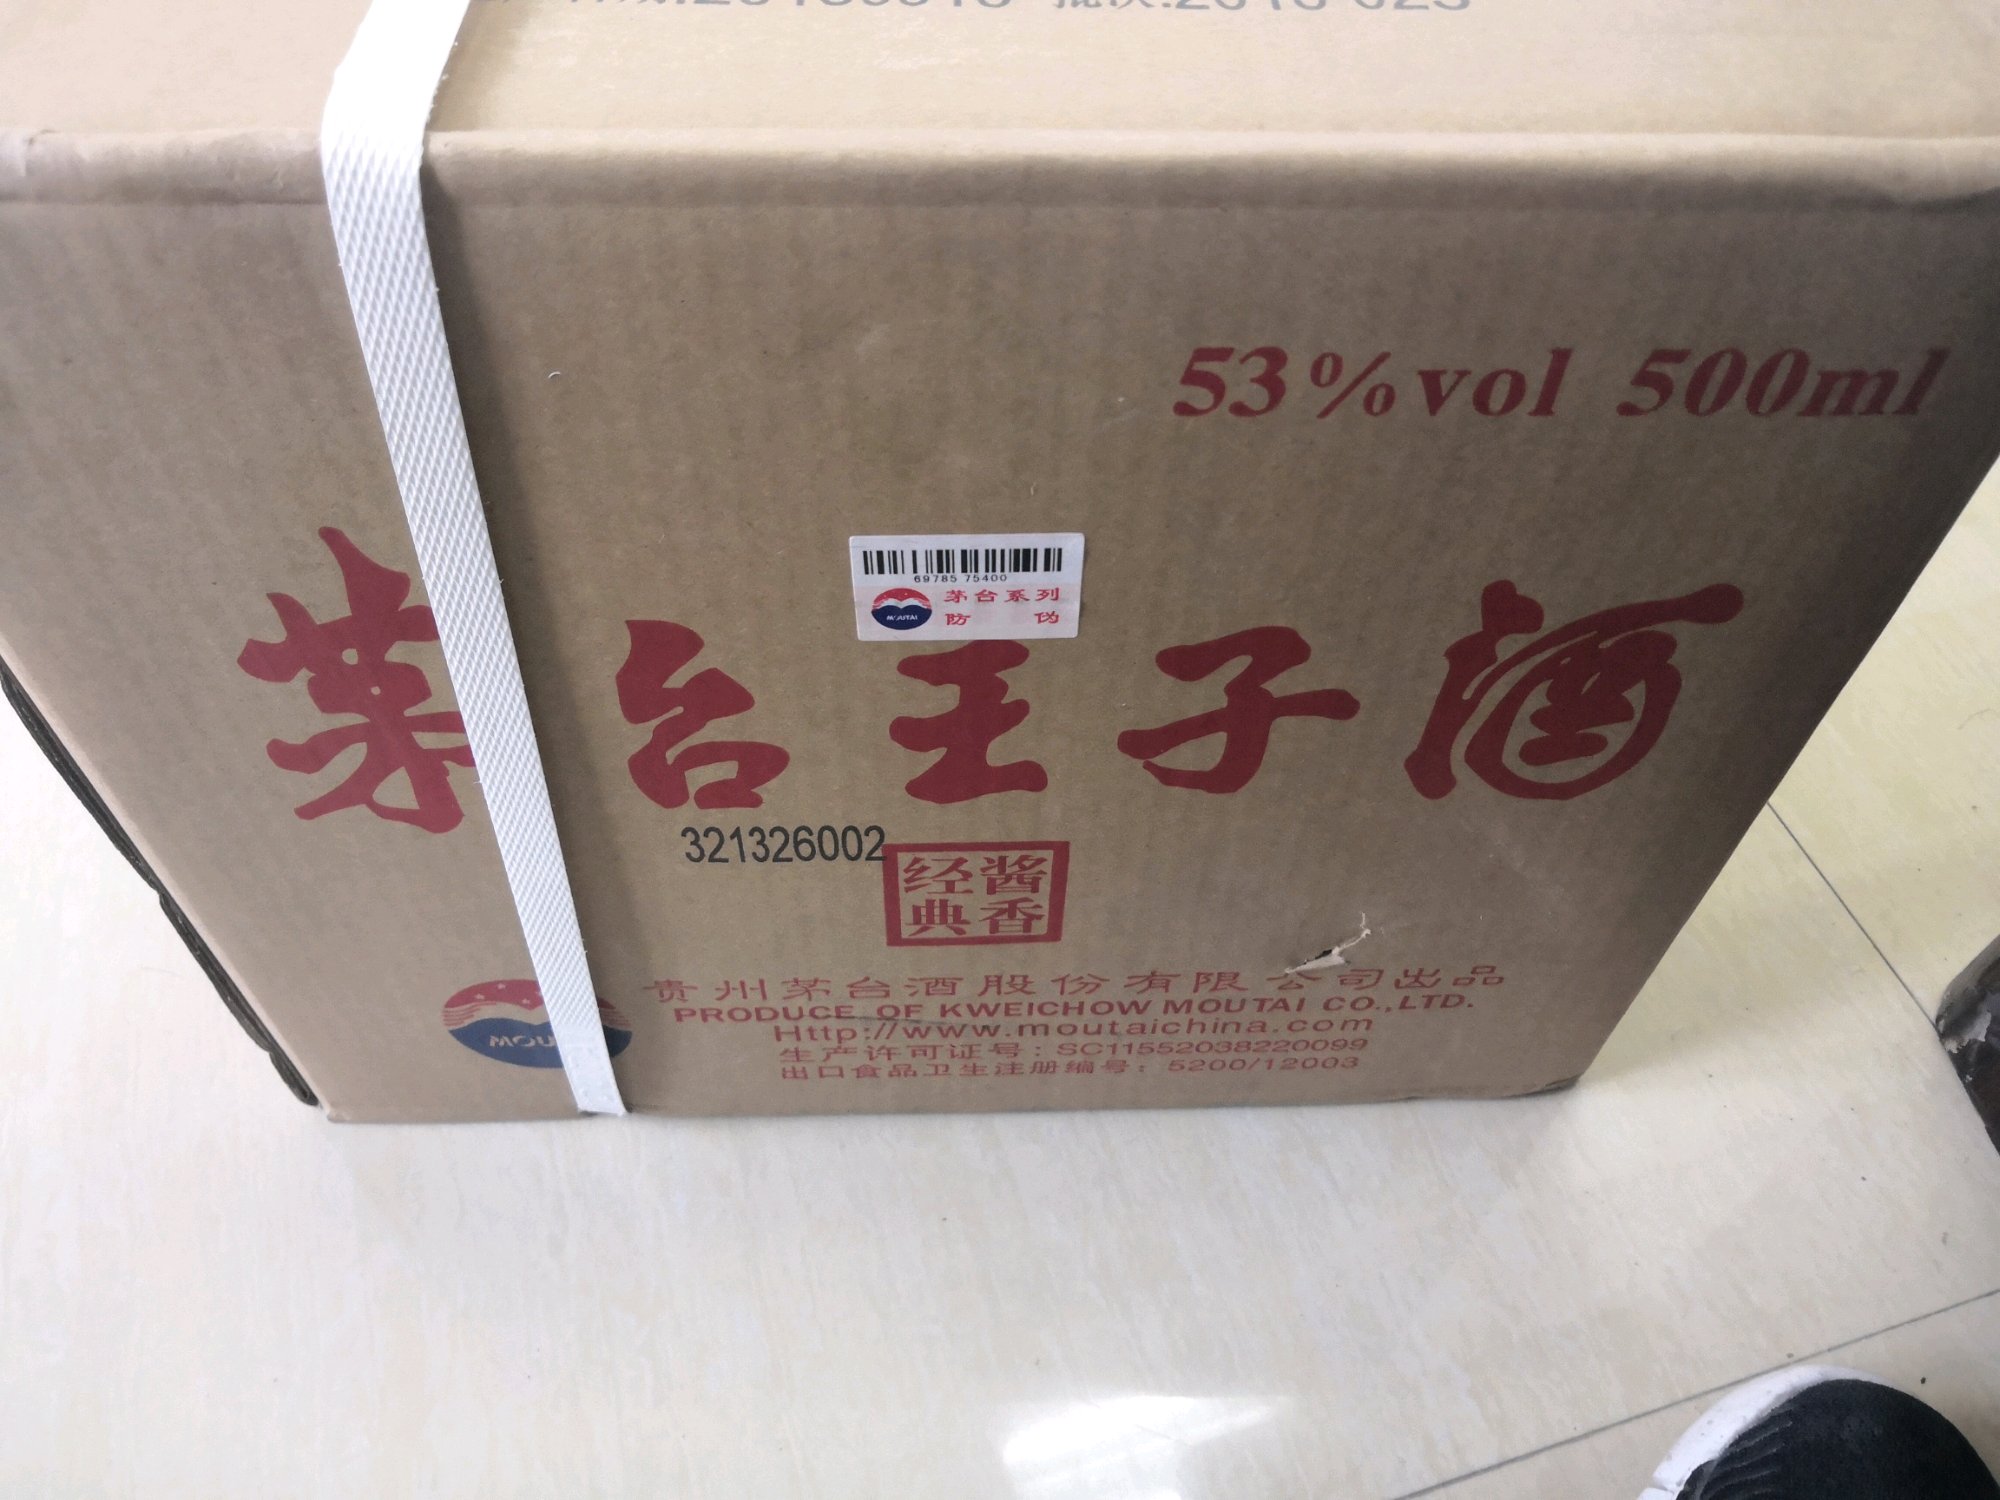 53%vol 500ml
69785 75400
茅台系列
防 伪
MOUTAI
茅台王子酒
321326002
经 酱
典 香
贵州茅台酒股份有限公司出品
PRODUCE OF KWEICHOW MOUTAI CO.,LTD.
Http://www.moutaichina.com
MOU
生产许可证号：SC11552038220099
出口食品卫生注册编号：5200/12003